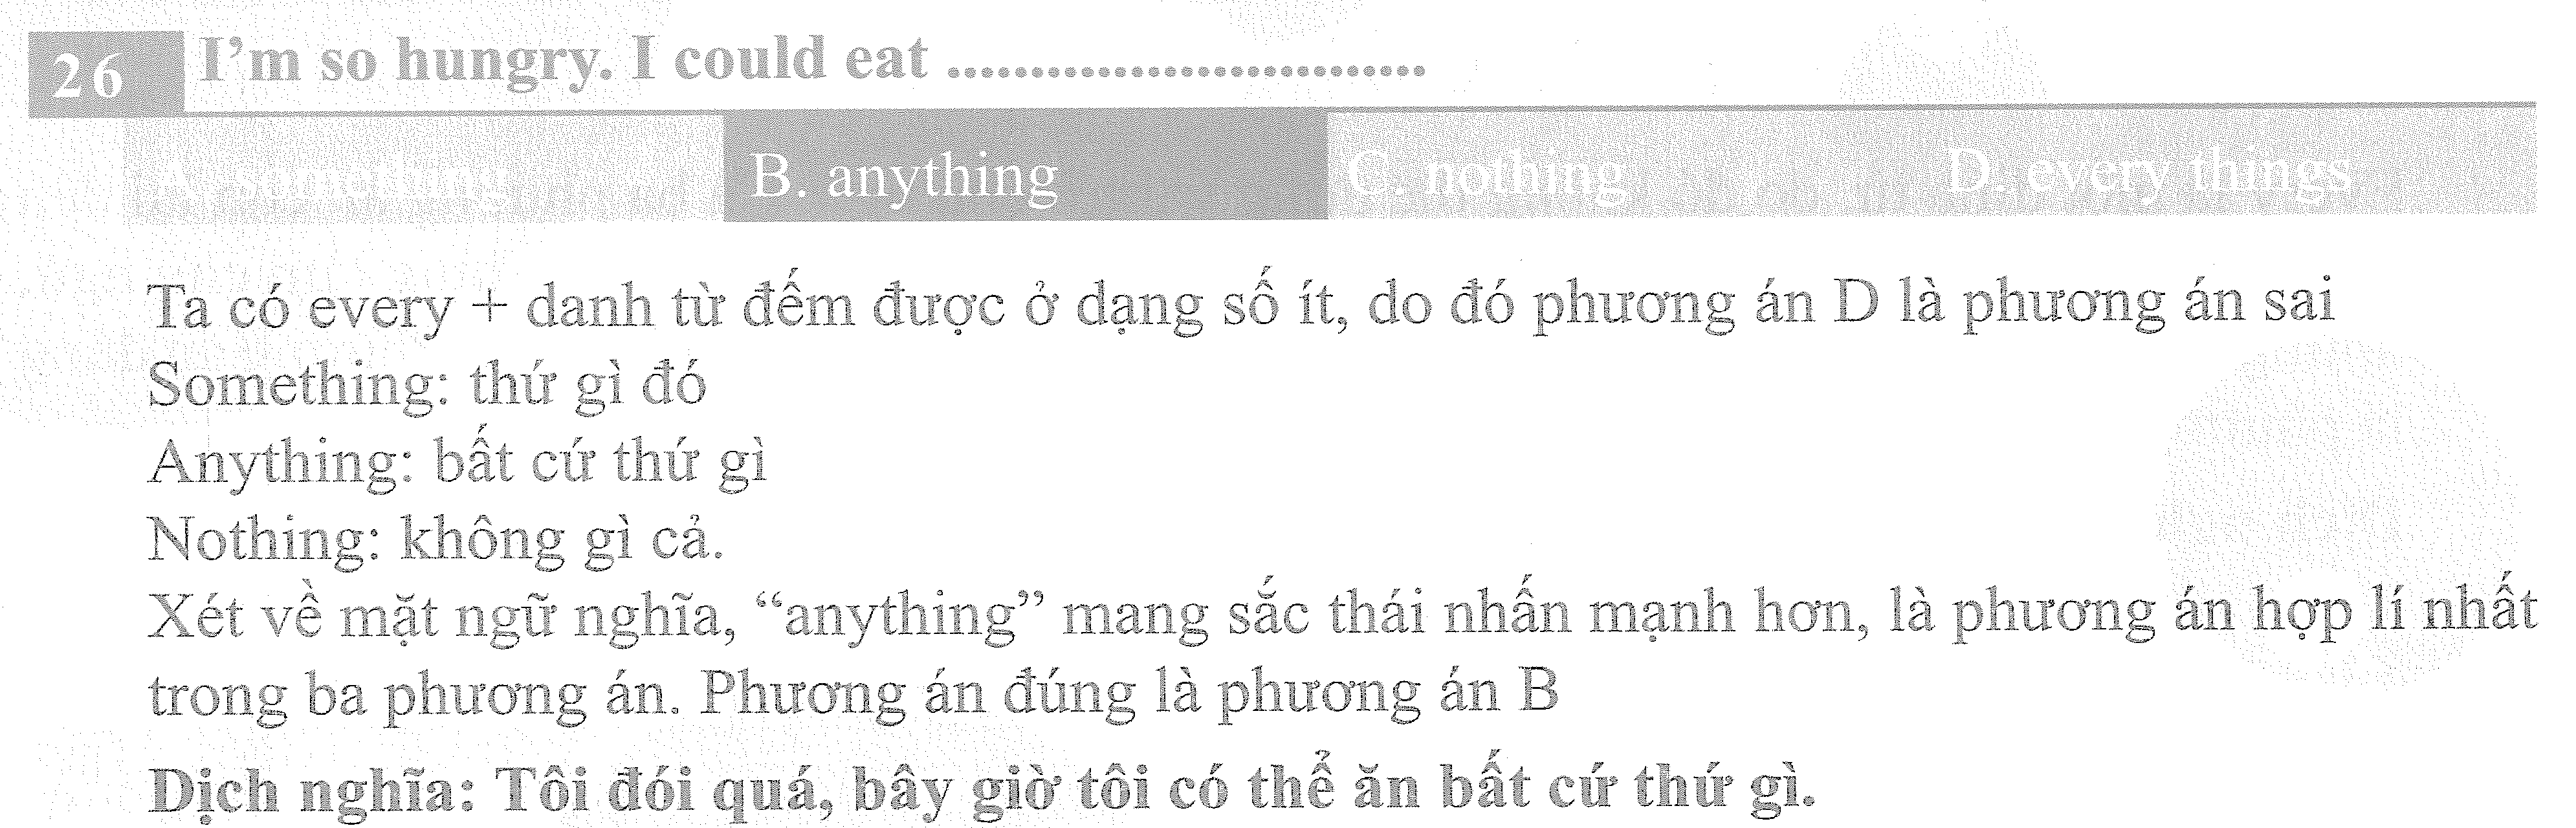 26 I'm so hungry. I could eat ............................
A. something B. anything C. nothing D. every things
Ta có every + danh từ đếm được ở dạng số ít, do đó phương án D là phương án sai
Something: thứ gì đó
Anything: bất cứ thứ gì
Nothing: không gì cả.
Xét về mặt ngữ nghĩa, “anything” mang sắc thái nhấn mạnh hơn, là phương án hợp lí nhất
trong ba phương án. Phương án đúng là phương án B
Dịch nghĩa: Tôi đói quá, bây giờ tôi có thể ăn bất cứ thứ gì.